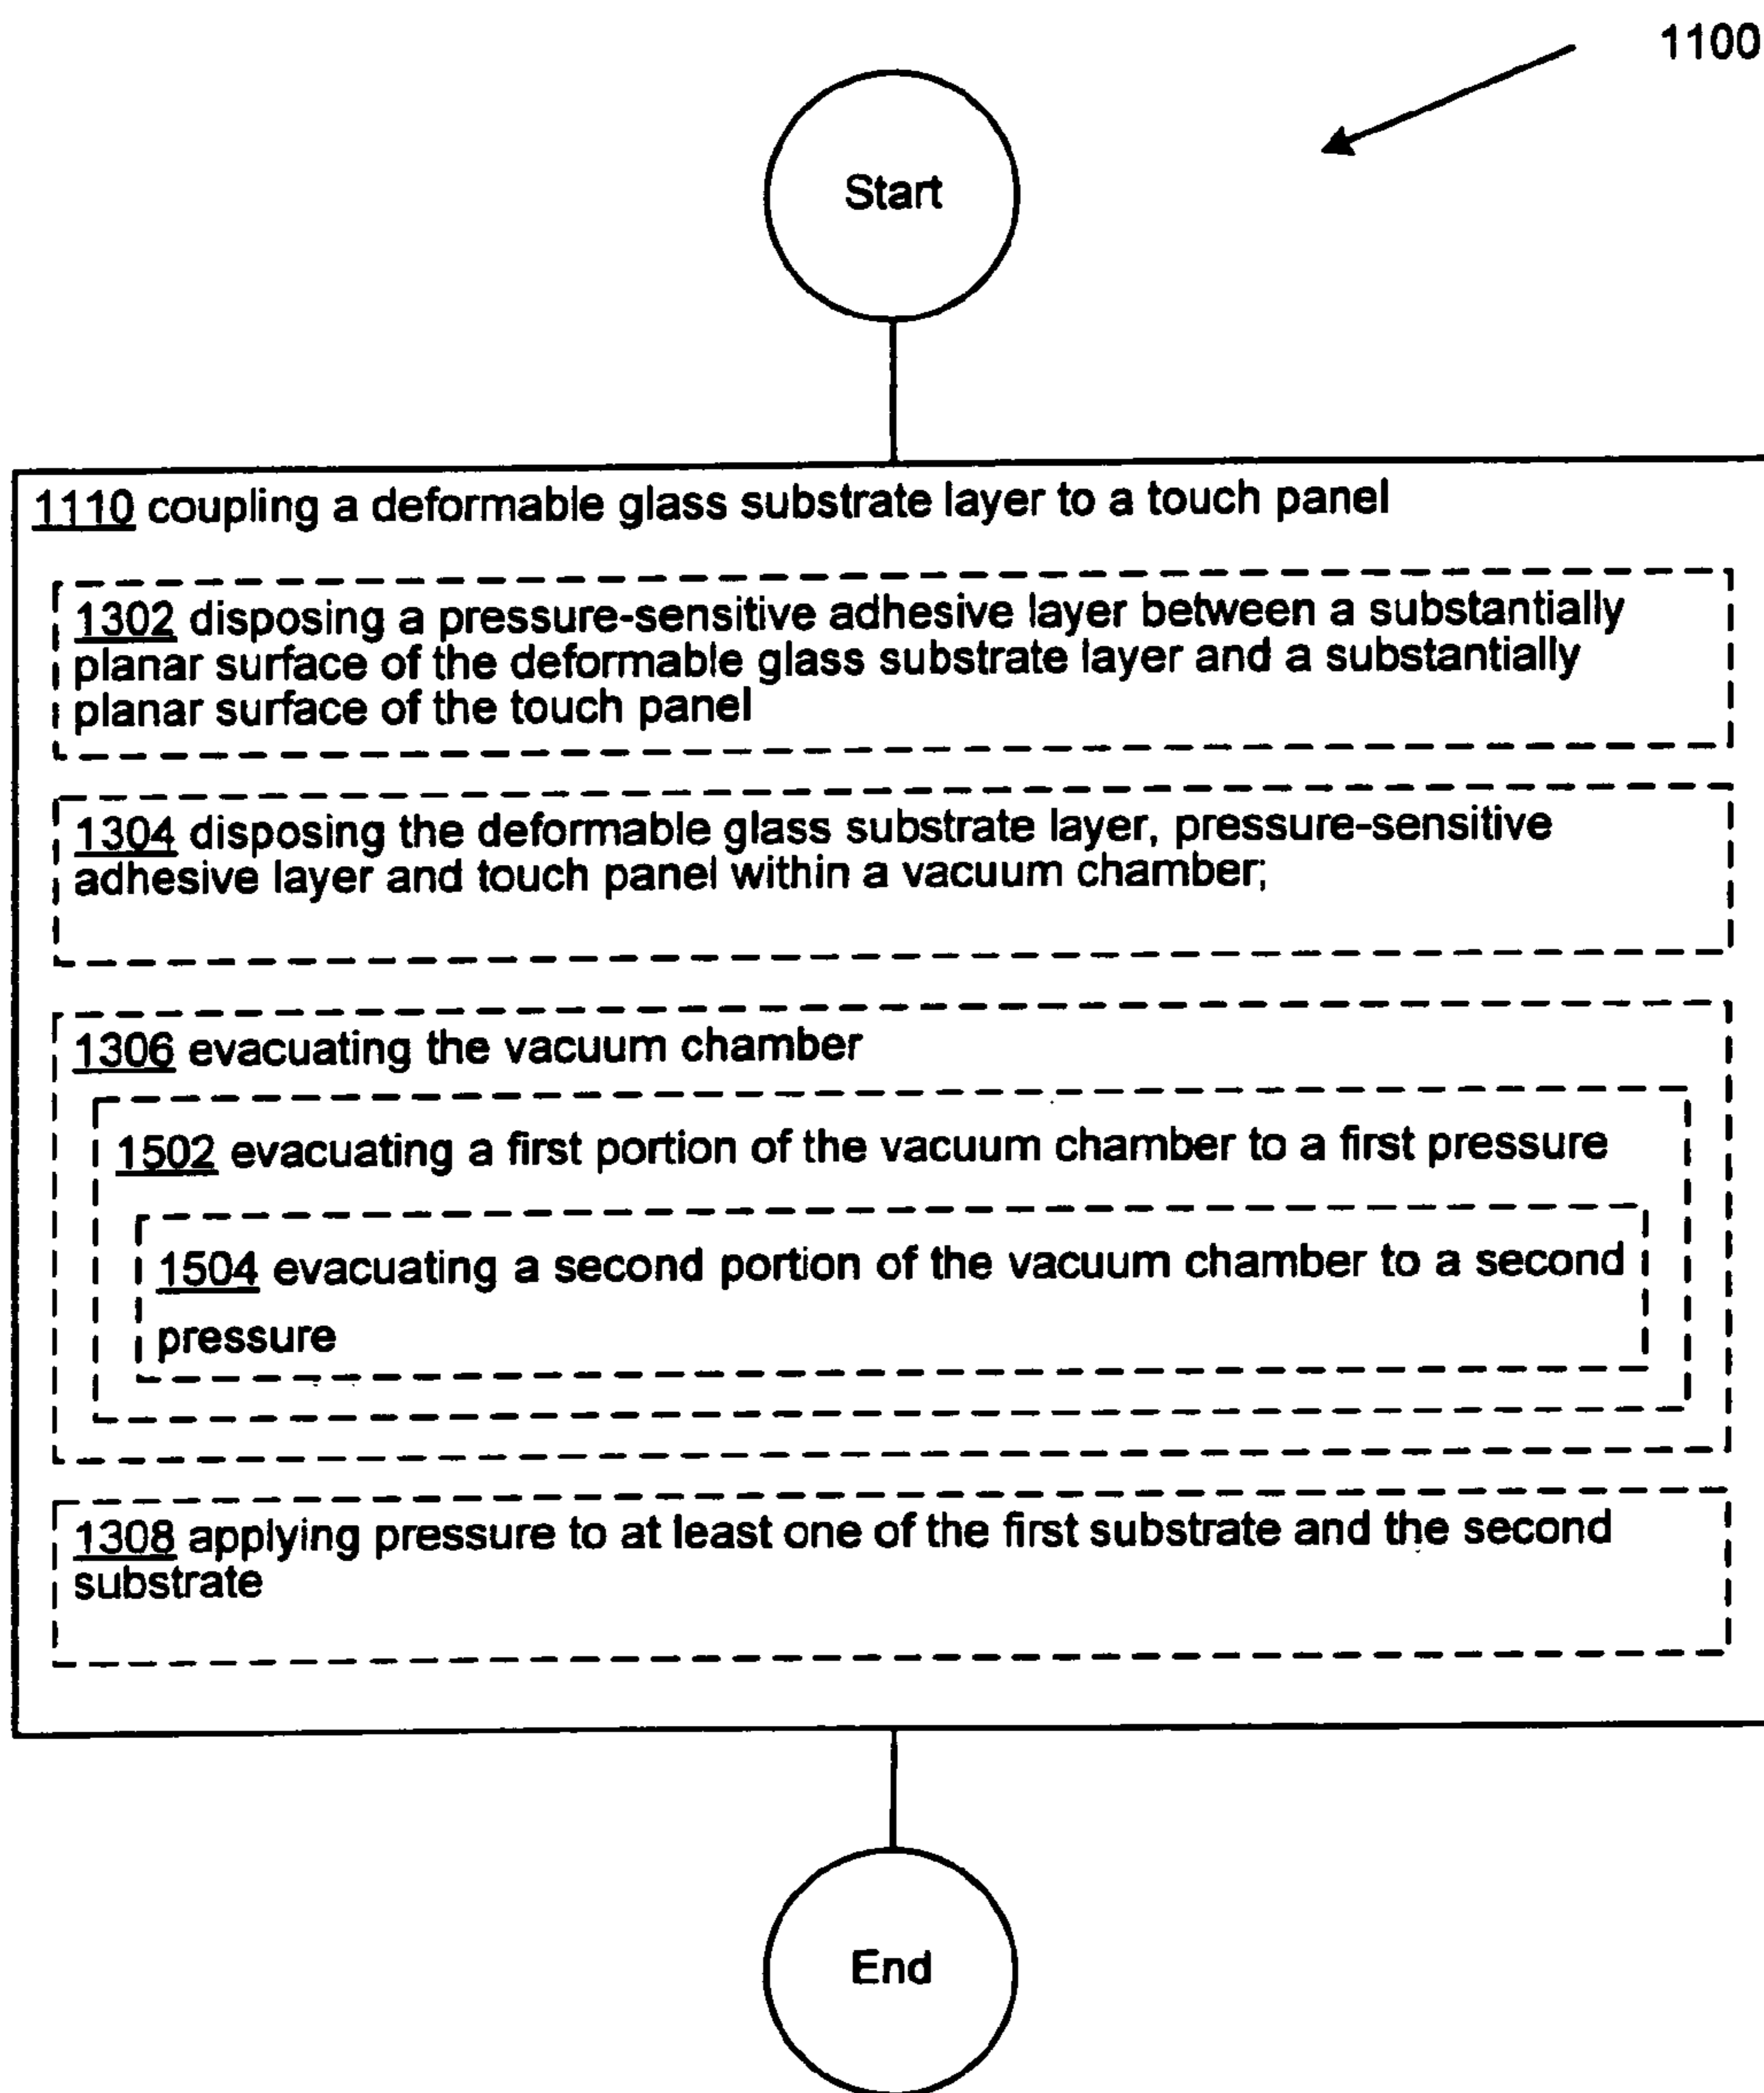 1100
Start
1110 coupling a deformable glass substrate layer to a touch panel
1302 disposing a pressure-sensitive adhesive layer between a substantially
planar surface of the deformable glass substrate layer and a substantially
planar surface of the touch panel
1304 disposing the deformable glass substrate layer, pressure-sensitive
adhesive layer and touch panel within a vacuum chamber;
1306 evacuating the vacuum chamber
1502 evacuating a first portion of the vacuum chamber to a first pressure
1504 evacuating a second portion of the vacuum chamber to a second
pressure
1308 applying pressure to at least one of the first substrate and the second
substrate
End